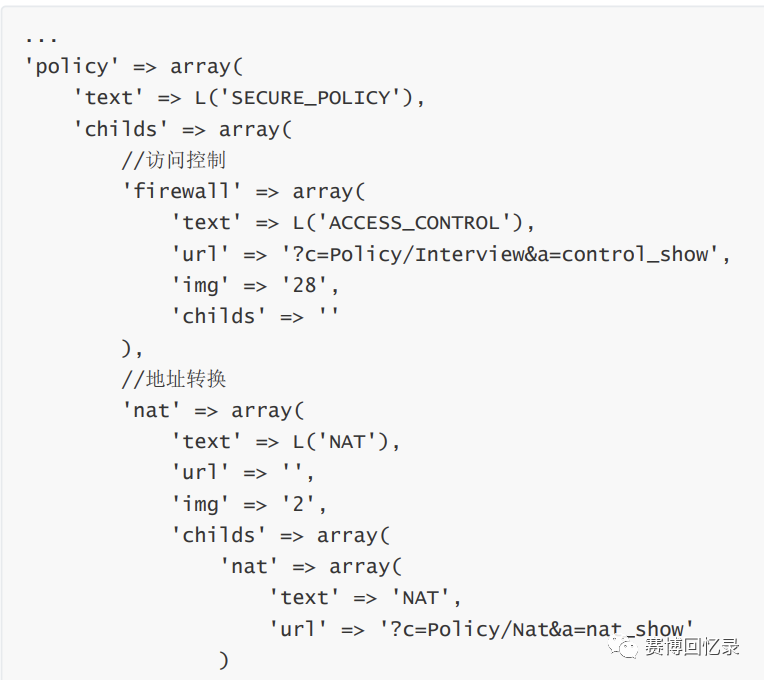 ...
'policy' => array(
    'text' => L('SECURE_POLICY'),
    'childs' => array(
        //访问控制
        'firewall' => array(
            'text' => L('ACCESS_CONTROL'),
            'url' => '?c=Policy/Interview&a=control_show',
            'img' => '28',
            'childs' => ''
        ),
        //地址转换
        'nat' => array(
            'text' => L('NAT'),
            'url' => '',
            'img' => '2',
            'childs' => array(
                'nat' => array(
                    'text' => 'NAT',
                    'url' => '?c=Policy/Nat&a=nat_show'
                )
赛博回忆录